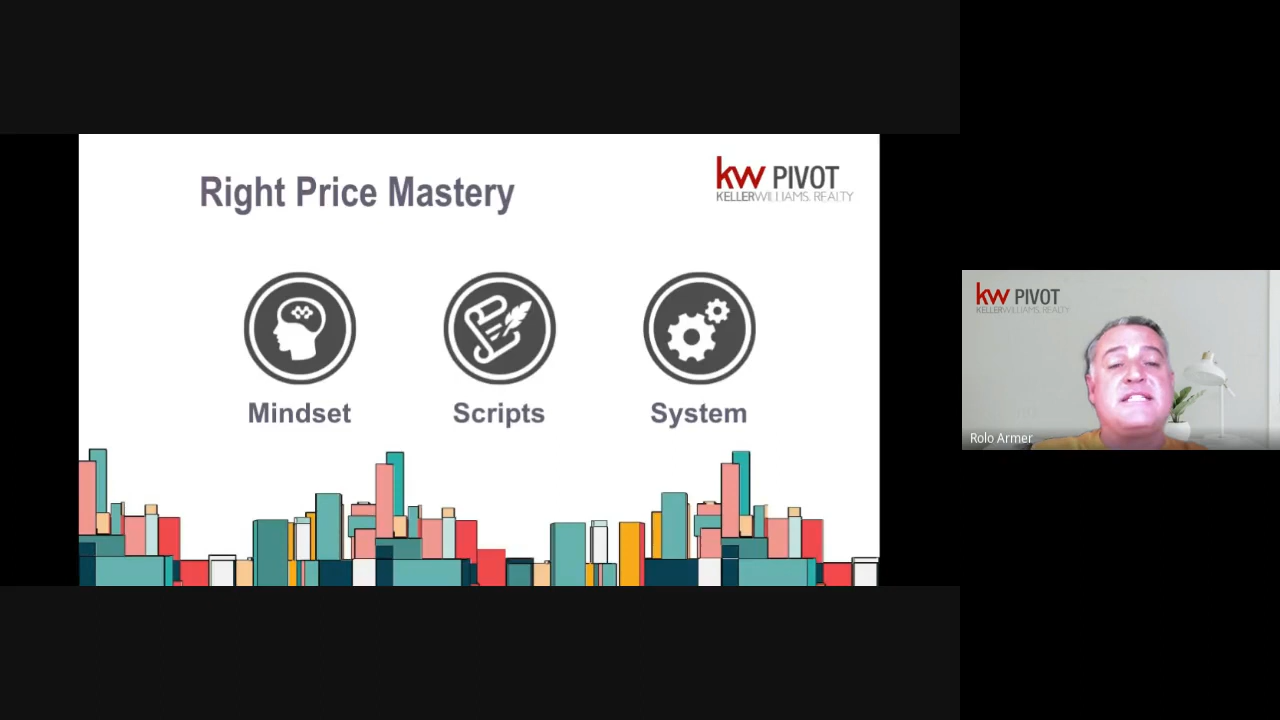 Right Price Mastery
kw PIVOT
KELLERWILLIAMS. REALTY
Mindset
Scripts
System
kw PIVOT
KELLERWILLIAMS. REALTY
Rolo Armer